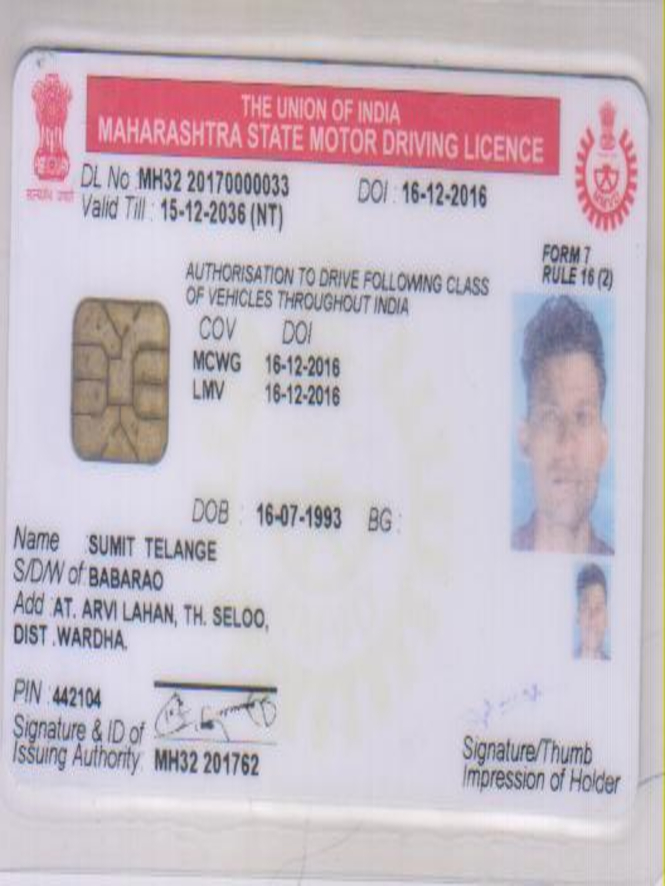 THE UNION OF INDIA
MAHARASHTRA STATE MOTOR DRIVING LICENCE
DL No : MH32 20170000033 DOI : 16-12-2016
Valid Till : 15-12-2036 (NT)
FORM 7
RULE 16 (2)
AUTHORISATION TO DRIVE FOLLOWING CLASS
OF VEHICLES THROUGHOUT INDIA
COV DOI
MCWG 16-12-2016
LMV 16-12-2016
DOB : 16-07-1993 BG :
Name : SUMIT TELANGE
S/D/W of : BABARAO
Add : AT. ARVI LAHAN, TH. SELOO,
DIST .WARDHA,
PIN : 442104
Signature & ID of
Issuing Authority: MH32 201762
Signature/Thumb
Impression of Holder